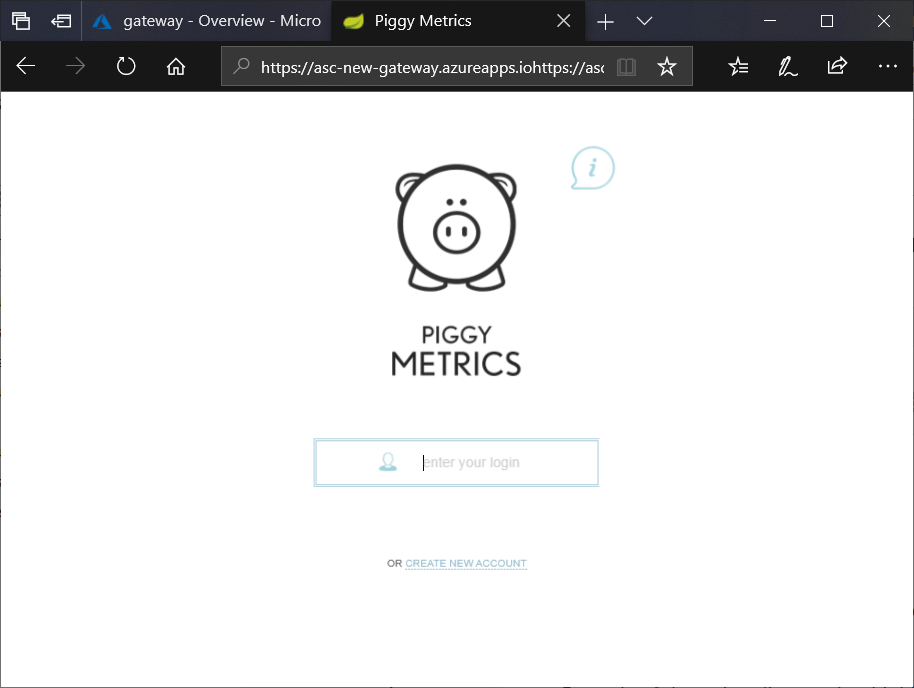 gateway - Overview - Micro
Piggy Metrics
https://asc-new-gateway.azureapps.iohttps://asc
i
PIGGY
METRICS
enter your login
OR CREATE NEW ACCOUNT